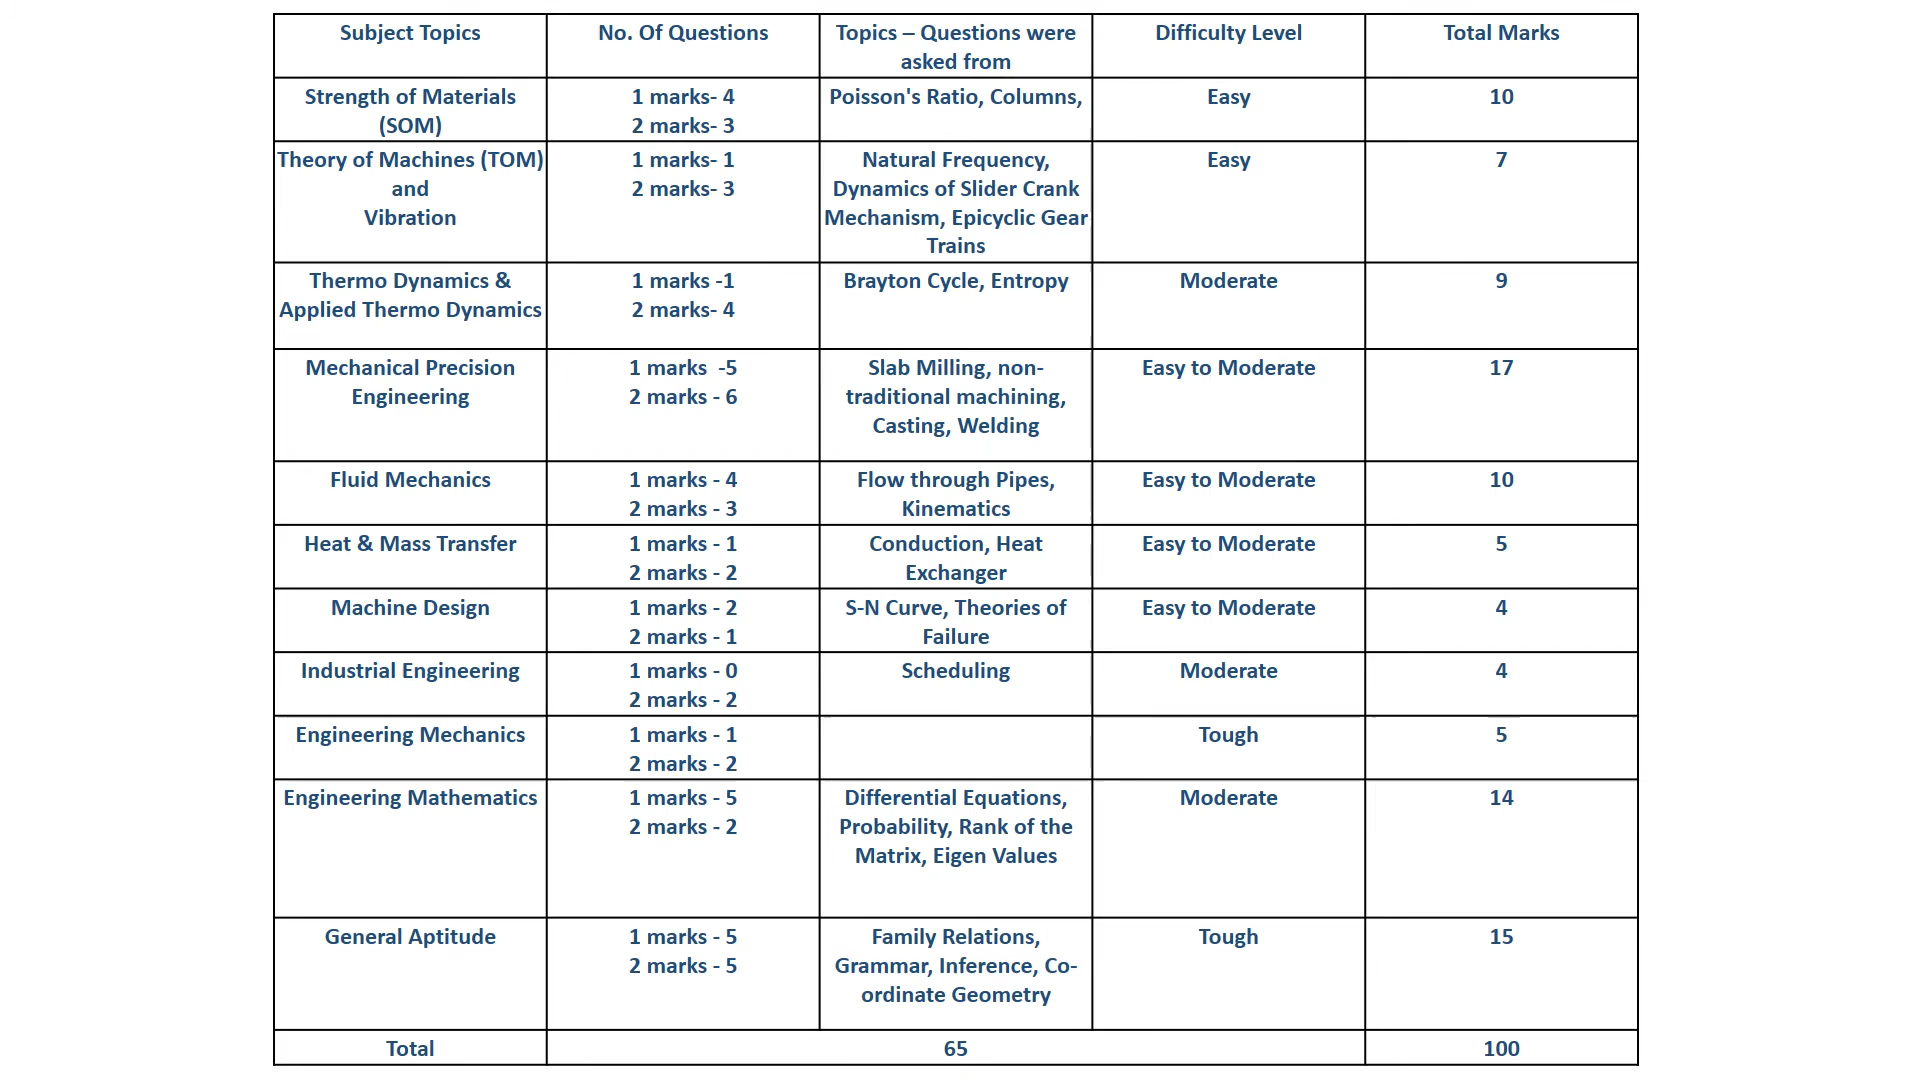 Subject Topics
No. Of Questions
Topics – Questions were
asked from
Difficulty Level
Total Marks
Strength of Materials
(SOM)
1 marks- 4
2 marks- 3
Poisson's Ratio, Columns,
Easy
10
Theory of Machines (TOM)
and
Vibration
1 marks- 1
2 marks- 3
Natural Frequency,
Dynamics of Slider Crank
Mechanism, Epicyclic Gear
Trains
Easy
7
Thermo Dynamics &
Applied Thermo Dynamics
1 marks -1
2 marks- 4
Brayton Cycle, Entropy
Moderate
9
Mechanical Precision
Engineering
1 marks  -5
2 marks - 6
Slab Milling, non-
traditional machining,
Casting, Welding
Easy to Moderate
17
Fluid Mechanics
1 marks - 4
2 marks - 3
Flow through Pipes,
Kinematics
Easy to Moderate
10
Heat & Mass Transfer
1 marks - 1
2 marks - 2
Conduction, Heat
Exchanger
Easy to Moderate
5
Machine Design
1 marks - 2
2 marks - 1
S-N Curve, Theories of
Failure
Easy to Moderate
4
Industrial Engineering
1 marks - 0
2 marks - 2
Scheduling
Moderate
4
Engineering Mechanics
1 marks - 1
2 marks - 2
Tough
5
Engineering Mathematics
1 marks - 5
2 marks - 2
Differential Equations,
Probability, Rank of the
Matrix, Eigen Values
Moderate
14
General Aptitude
1 marks - 5
2 marks - 5
Family Relations,
Grammar, Inference, Co-
ordinate Geometry
Tough
15
Total
65
100